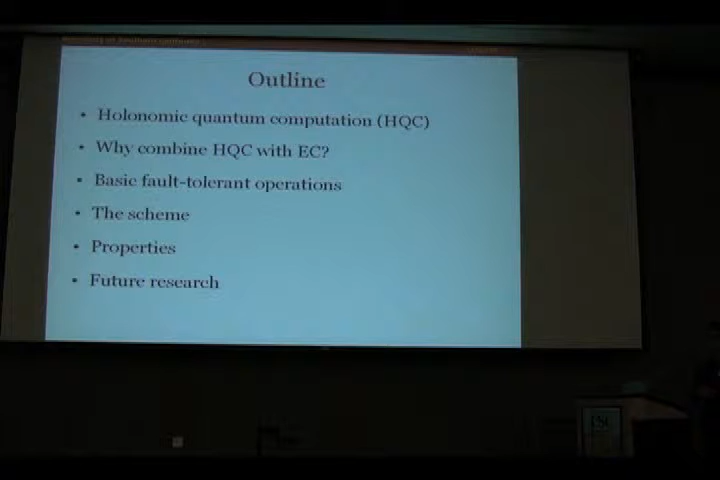 Outline
• Holonomic quantum computation (HQC)
• Why combine HQC with EC?
• Basic fault-tolerant operations
• The scheme
• Properties
• Future research
USC